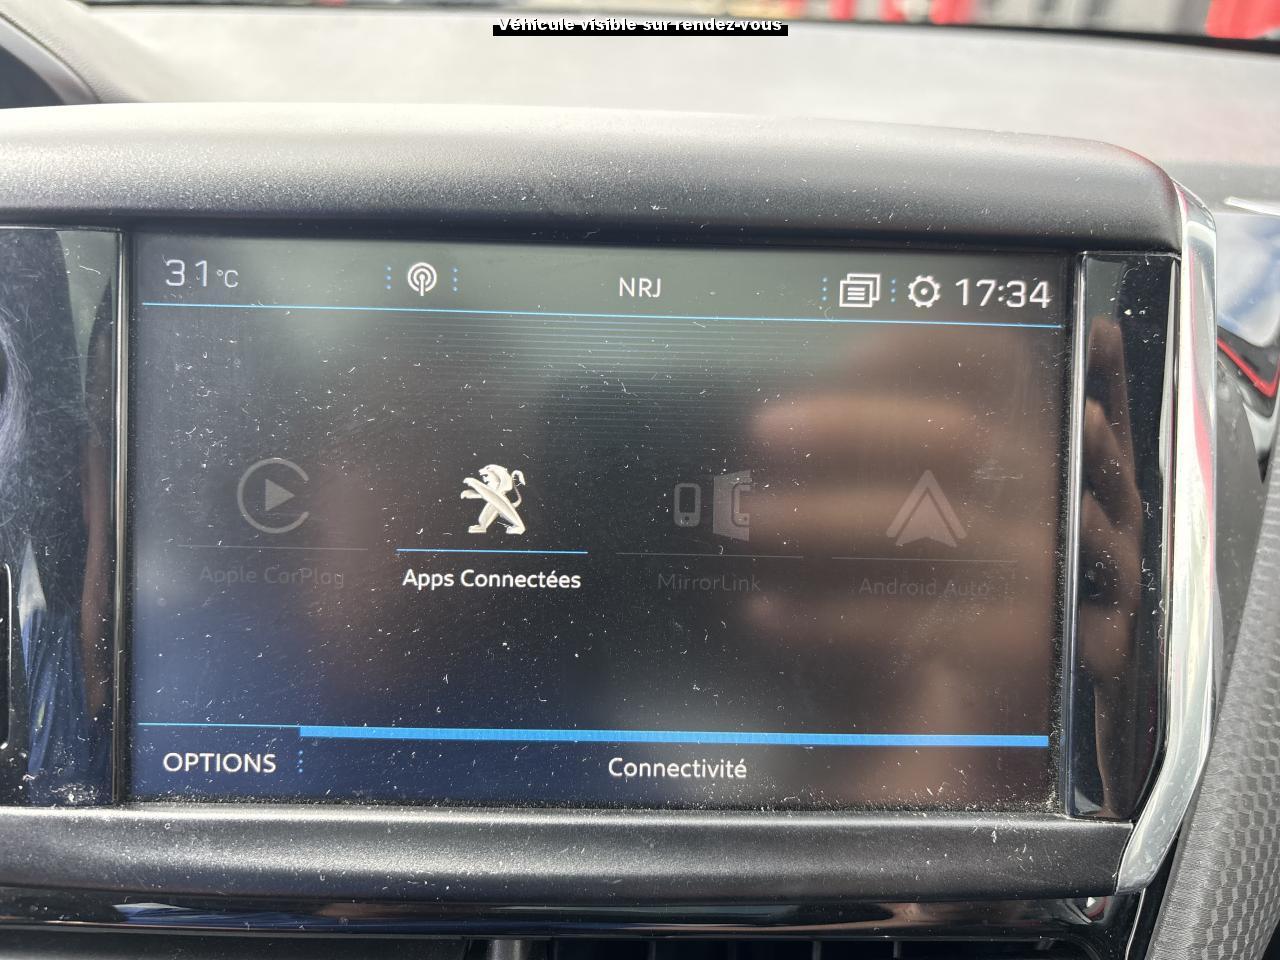 Véhicule visible sur rendez-vous
31°C NRJ 17:34
Apple CarPlay Apps Connectées MirrorLink Android Auto
OPTIONS Connectivité